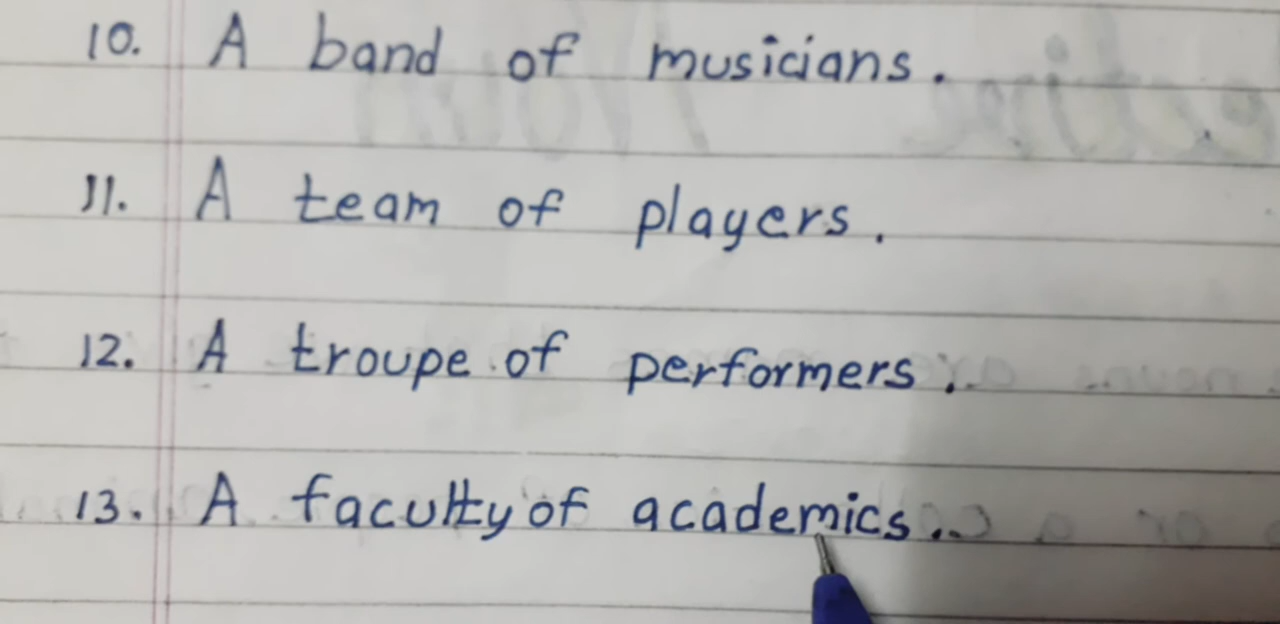 10. A band of musicians.
11. A team of players.
12. A troupe of performers.
13. A faculty of academics.